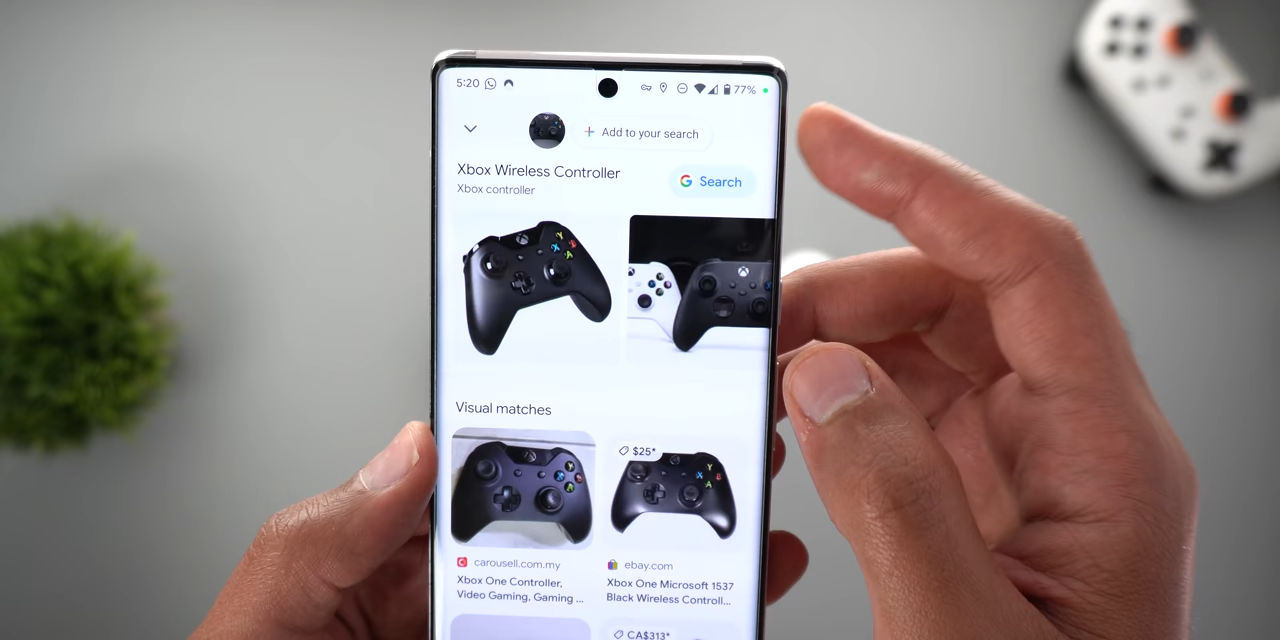 5:20
77%
+ Add to your search
Xbox Wireless Controller
Xbox controller
G Search
Y
X
B
A
Visual matches
$25*
Y
X
B
A
carousell.com.my
ebay.com
Xbox One Controller,
Video Gaming, Gaming ...
Xbox One Microsoft 1537
Black Wireless Controll...
CA$313*